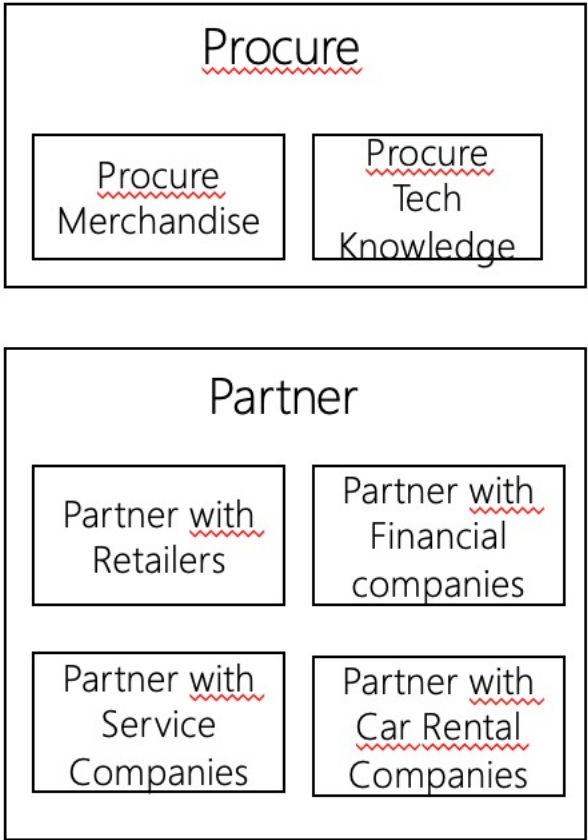 Procure
Procure
Merchandise
Procure
Tech
Knowledge
Partner
Partner with
Retailers
Partner with
Financial
companies
Partner with
Service
Companies
Partner with
Car Rental
Companies